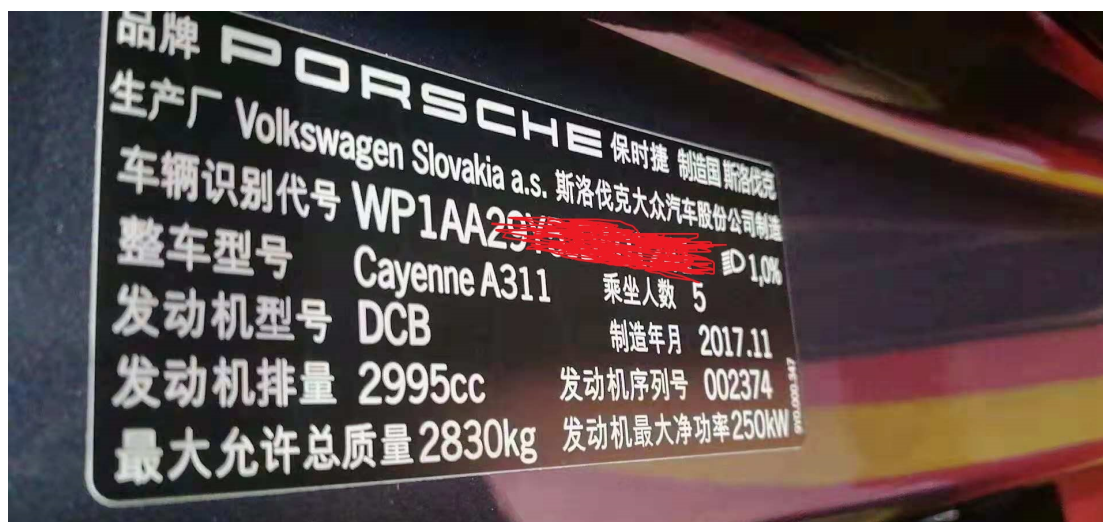 品牌 PORSCHE 保时捷 制造国 斯洛伐克
生产厂 Volkswagen Slovakia a.s. 斯洛伐克大众汽车股份公司制造
车辆识别代号 WP1AA29Y
整车型号 Cayenne A311 1,0%
乘坐人数 5
发动机型号 DCB 制造年月 2017.11
发动机排量 2995cc 发动机序列号 002374
最大允许总质量 2830kg 发动机最大净功率 250kW
9Y0.000.347